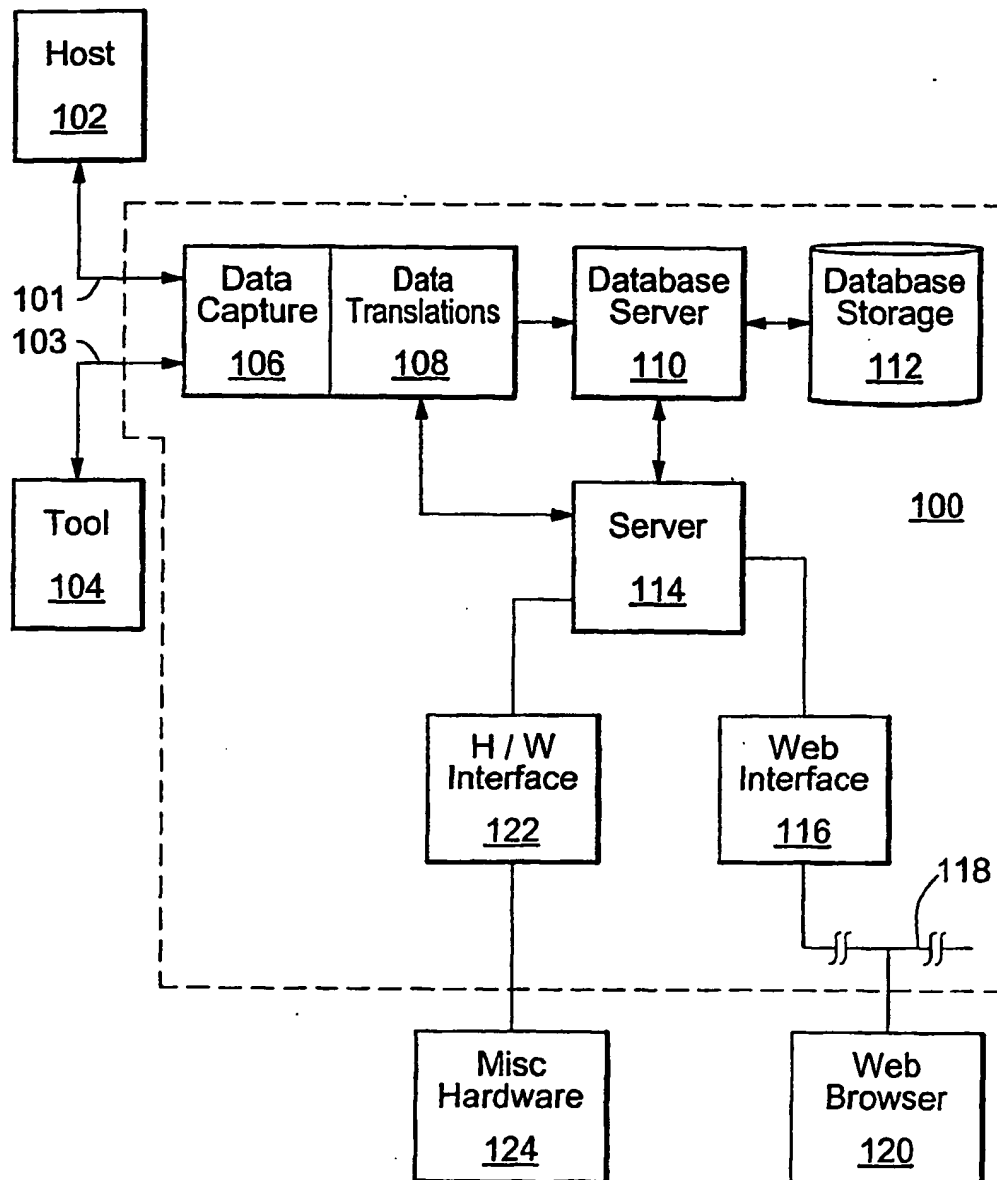 Host
102
101
103
Data
Capture
106
Data
Translations
108
Database
Server
110
Database
Storage
112
Tool
104
Server
114
100
H / W
Interface
122
Web
Interface
116
118
Misc
Hardware
124
Web
Browser
120